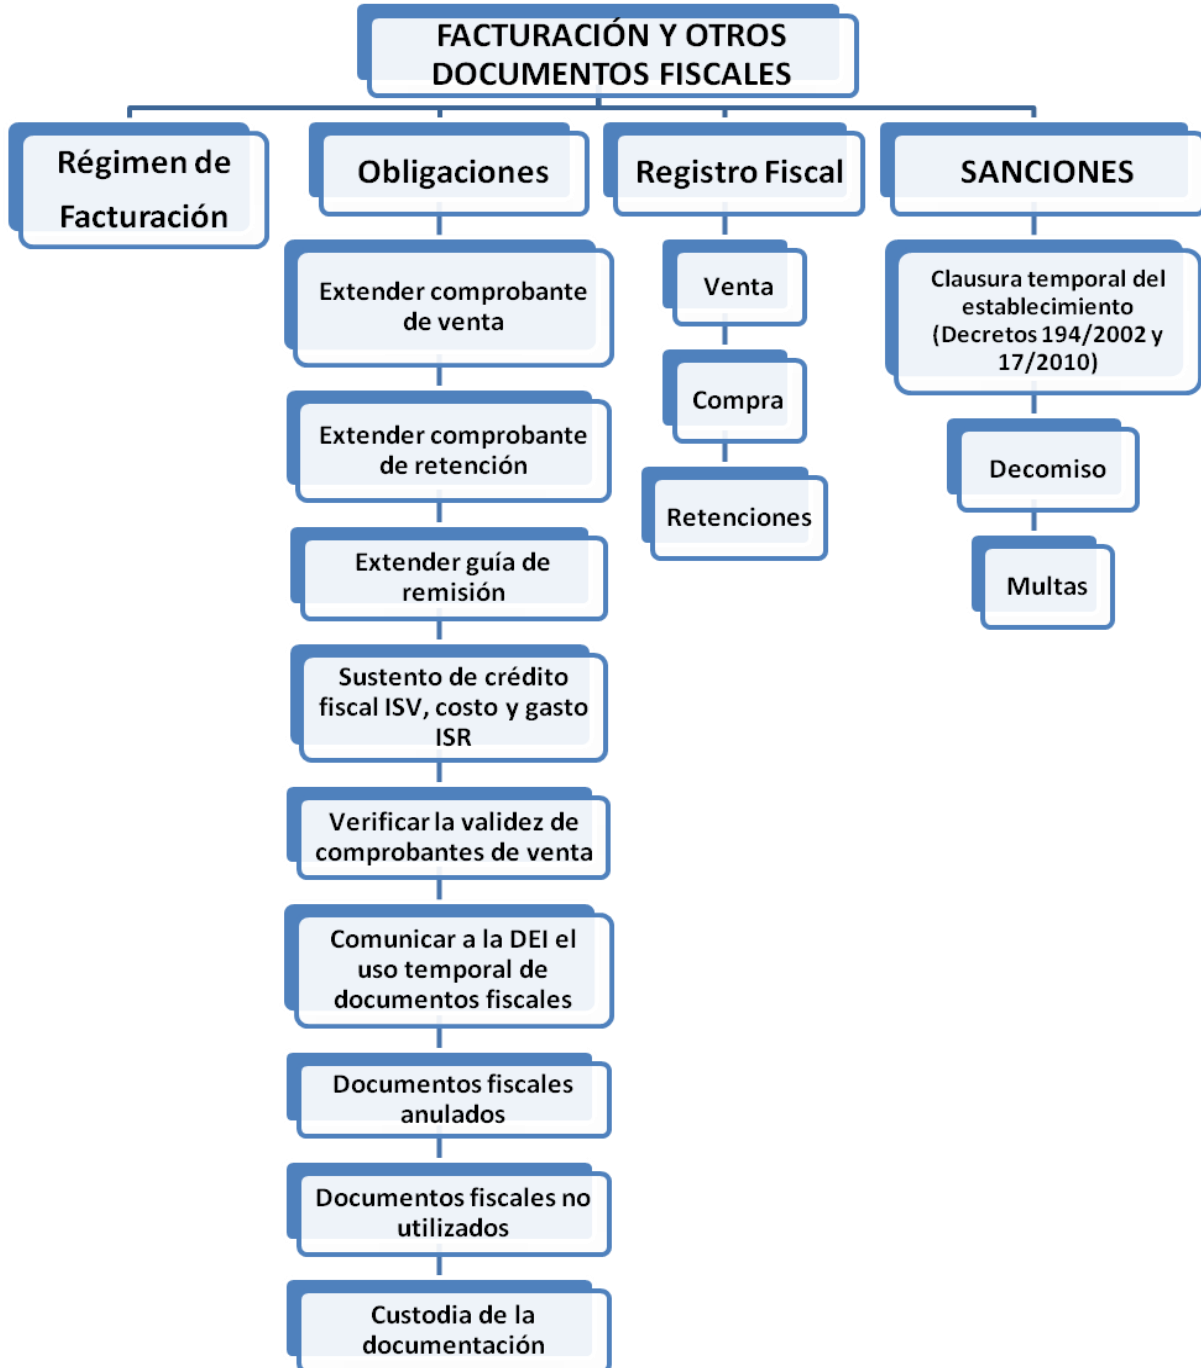 FACTURACIÓN Y OTROS
DOCUMENTOS FISCALES
Régimen de
Facturación
Obligaciones
Extender comprobante
de venta
Extender comprobante
de retención
Extender guía de
remisión
Sustento de crédito
fiscal ISV, costo y gasto
ISR
Verificar la validez de
comprobantes de venta
Comunicar a la DEI el
uso temporal de
documentos fiscales
Documentos fiscales
anulados
Documentos fiscales no
utilizados
Custodia de la
documentación
Registro Fiscal
Venta
Compra
Retenciones
SANCIONES
Clausura temporal del
establecimiento
(Decretos 194/2002 y
17/2010)
Decomiso
Multas